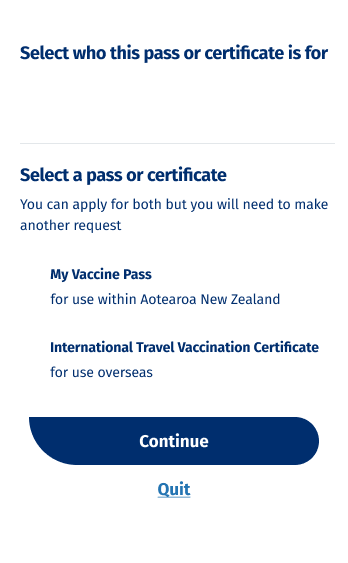 Select who this pass or certificate is for
Select a pass or certificate
You can apply for both but you will need to make
another request
My Vaccine Pass
for use within Aotearoa New Zealand
International Travel Vaccination Certificate
for use overseas
Continue
Quit